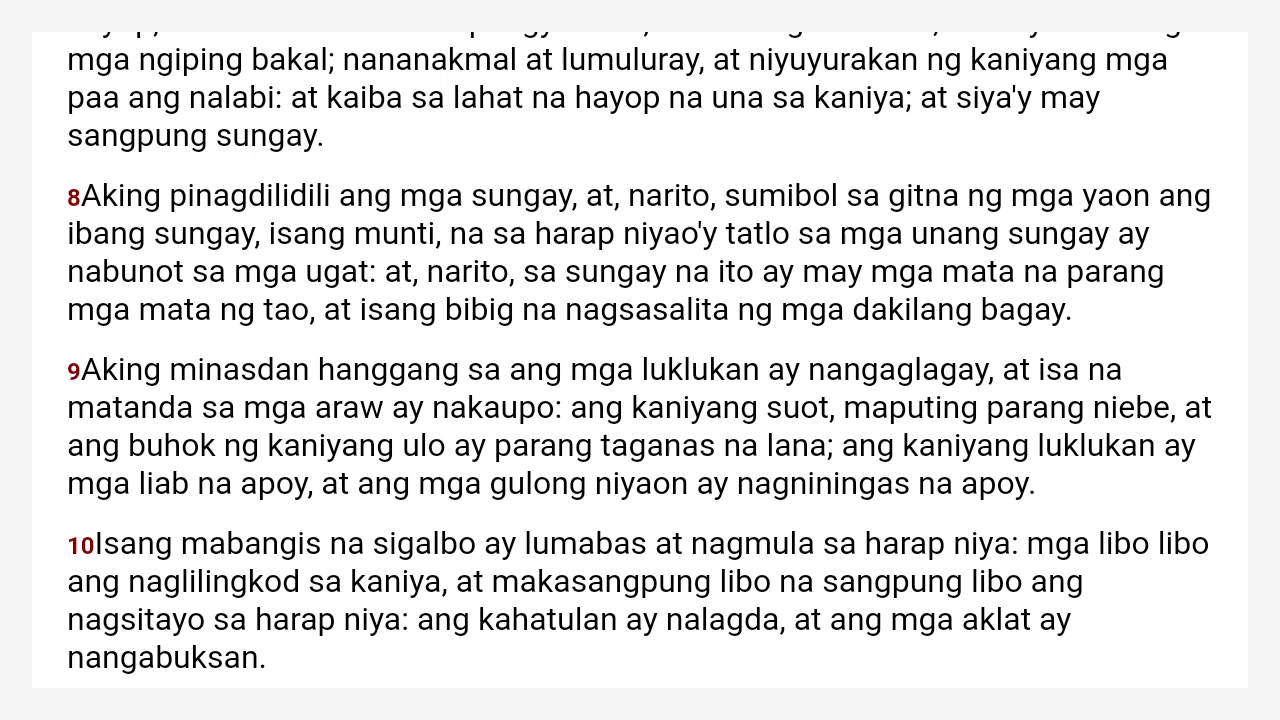 mga ngiping bakal; nananakmal at lumuluray, at niyuyurakan ng kaniyang mga
paa ang nalabi: at kaiba sa lahat na hayop na una sa kaniya; at siya'y may
sangpung sungay.
8Aking pinagdilidili ang mga sungay, at, narito, sumibol sa gitna ng mga yaon ang
ibang sungay, isang munti, na sa harap niyao'y tatlo sa mga unang sungay ay
nabunot sa mga ugat: at, narito, sa sungay na ito ay may mga mata na parang
mga mata ng tao, at isang bibig na nagsasalita ng mga dakilang bagay.
9Aking minasdan hanggang sa ang mga luklukan ay nangaglagay, at isa na
matanda sa mga araw ay nakaupo: ang kaniyang suot, maputing parang niebe, at
ang buhok ng kaniyang ulo ay parang taganas na lana; ang kaniyang luklukan ay
mga liab na apoy, at ang mga gulong niyaon ay nagniningas na apoy.
10Isang mabangis na sigalbo ay lumabas at nagmula sa harap niya: mga libo libo
ang naglilingkod sa kaniya, at makasangpung libo na sangpung libo ang
nagsitayo sa harap niya: ang kahatulan ay nalagda, at ang mga aklat ay
nangabuksan.